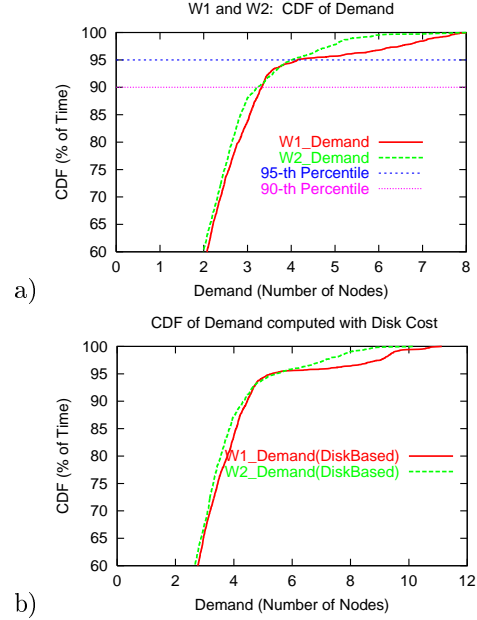 W1 and W2: CDF of Demand
100
95
90
85
80
75
70
65
60
CDF (% of Time)
W1_Demand
W2_Demand
95-th Percentile
90-th Percentile
0 1 2 3 4 5 6 7 8
Demand (Number of Nodes)
a)
CDF of Demand computed with Disk Cost
100
95
90
85
80
75
70
65
60
CDF (% of Time)
W1_Demand(DiskBased)
W2_Demand(DiskBased)
0 2 4 6 8 10 12
Demand (Number of Nodes)
b)